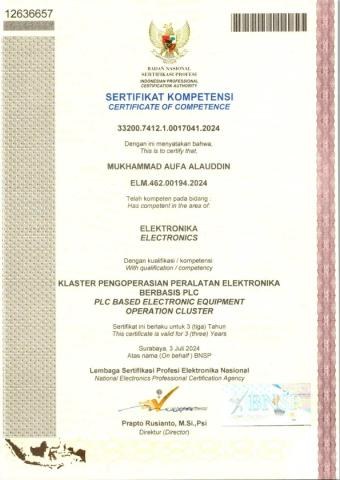 12636657
BADAN NASIONAL
SERTIFIKASI PROFESI
INDONESIAN PROFESSIONAL
CERTIFICATION AUTHORITY
SERTIFIKAT KOMPETENSI
CERTIFICATE OF COMPETENCE
33200.7412.1.0017041.2024
Dengan ini menyatakan bahwa,
This is to certify that,
MUKHAMMAD AUFA ALAUDDIN
ELM.462.00194.2024
Telah kompeten pada bidang :
Has competent in the area of:
ELEKTRONIKA
ELECTRONICS
Dengan kualifikasi / kompetensi
With qualification / competency
KLASTER PENGOPERASIAN PERALATAN ELEKTRONIKA
BERBASIS PLC
PLC BASED ELECTRONIC EQUIPMENT
OPERATION CLUSTER
Sertifikat ini berlaku untuk 3 (tiga) Tahun
This certificate is valid for 3 (three) Years
Surabaya, 3 Juli 2024
Atas nama (On behalf ) BNSP
Lembaga Sertifikasi Profesi Elektronika Nasional
National Electronics Professional Certification Agency
BNSP
Prapto Rusianto, M.Si.,Psi
Direktur (Director)